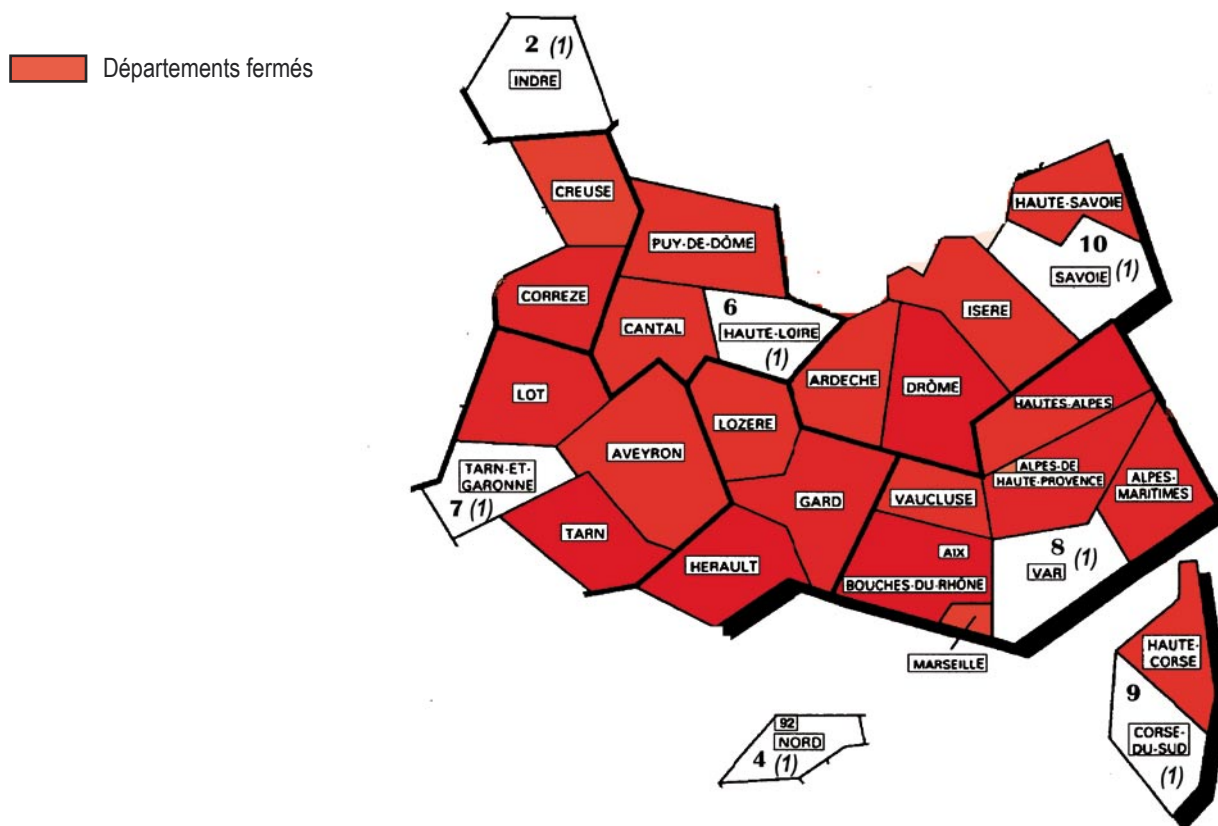 Départements fermés
2 (1)
INDRE
CREUSE
HAUTE-SAVOIE
PUY-DE-DÔME
10
SAVOIE (1)
CORREZE
6
ISERE
CANTAL
HAUTE-LOIRE
(1)
ARDECHE
DRÔME
LOT
HAUTES-ALPES
LOZERE
AVEYRON
TARN-ET-
GARONNE
7 (1)
ALPES-DE
HAUTE-PROVENCE
ALPES-
MARITIMES
GARD
VAUCLUSE
TARN
AIX
8 (1)
VAR
HERAULT
BOUCHES-DU-RHÔNE
MARSEILLE
HAUTE-
CORSE
9
CORSE-
DU-SUD
(1)
92
NORD
4 (1)